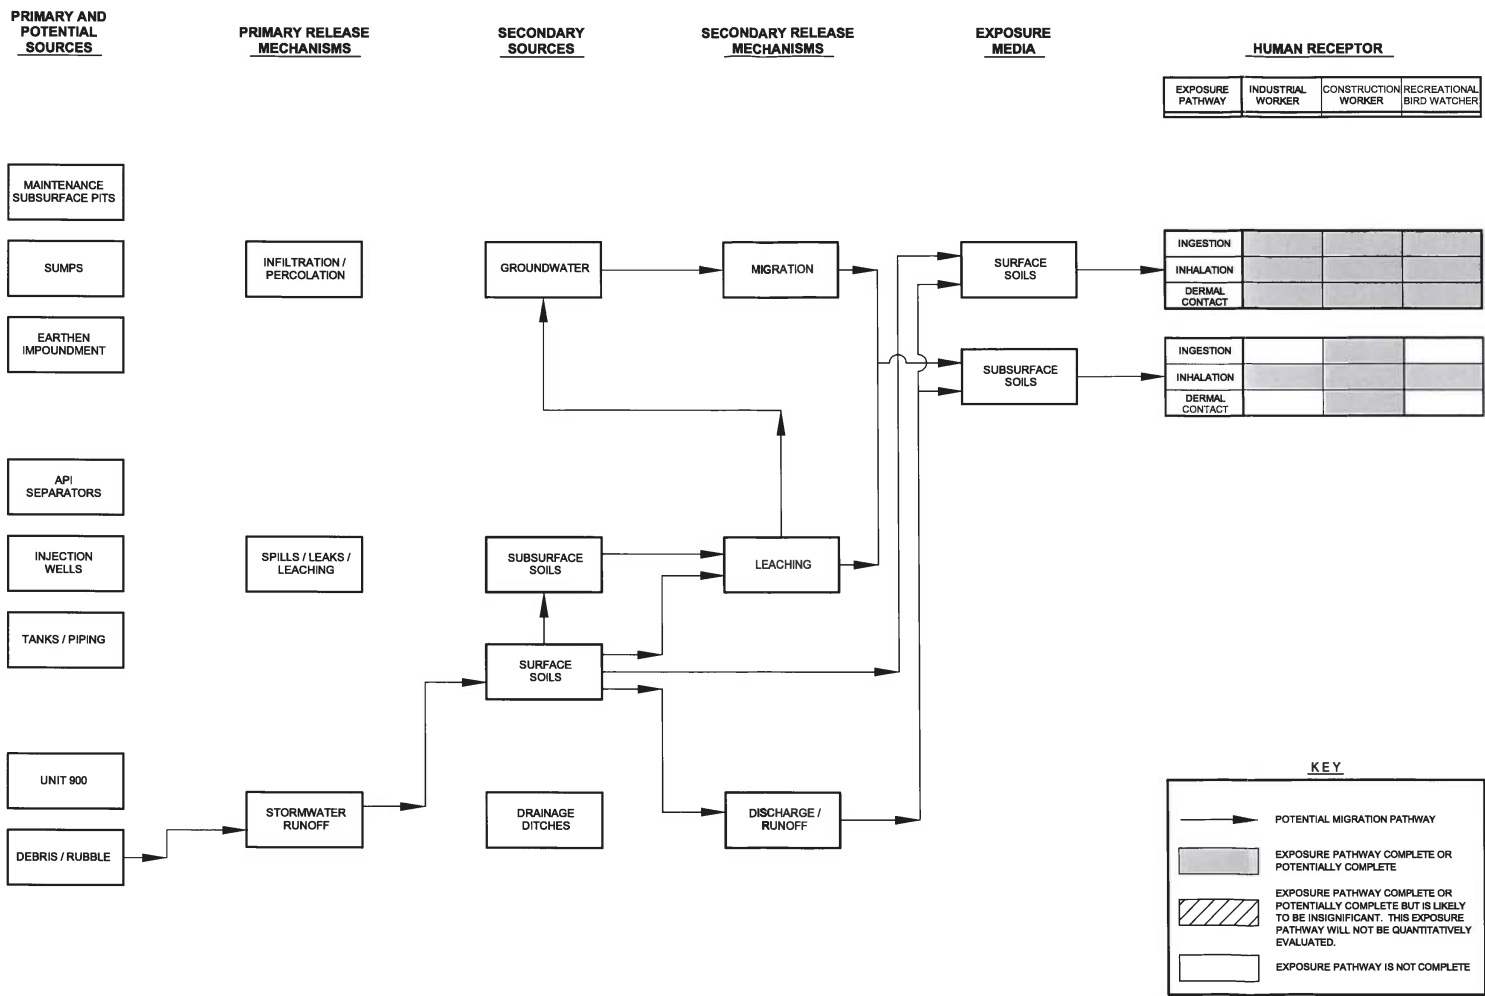 PRIMARY AND
POTENTIAL
SOURCES
PRIMARY RELEASE
MECHANISMS
SECONDARY
SOURCES
SECONDARY RELEASE
MECHANISMS
EXPOSURE
MEDIA
HUMAN RECEPTOR
EXPOSURE
PATHWAY
INDUSTRIAL
WORKER
CONSTRUCTION
WORKER
RECREATIONAL
BIRD WATCHER
MAINTENANCE
SUBSURFACE PITS
SUMPS
INFILTRATION /
PERCOLATION
GROUNDWATER
MIGRATION
SURFACE
SOILS
INGESTION
INHALATION
DERMAL
CONTACT
EARTHEN
IMPOUNDMENT
SUBSURFACE
SOILS
INGESTION
INHALATION
DERMAL
CONTACT
API
SEPARATORS
INJECTION
WELLS
SPILLS / LEAKS /
LEACHING
SUBSURFACE
SOILS
LEACHING
TANKS / PIPING
SURFACE
SOILS
UNIT 900
STORMWATER
RUNOFF
DRAINAGE
DITCHES
DISCHARGE /
RUNOFF
DEBRIS / RUBBLE
KEY
POTENTIAL MIGRATION PATHWAY
EXPOSURE PATHWAY COMPLETE OR
POTENTIALLY COMPLETE
EXPOSURE PATHWAY COMPLETE OR
POTENTIALLY COMPLETE BUT IS LIKELY
TO BE INSIGNIFICANT. THIS EXPOSURE
PATHWAY WILL NOT BE QUANTITATIVELY
EVALUATED.
EXPOSURE PATHWAY IS NOT COMPLETE